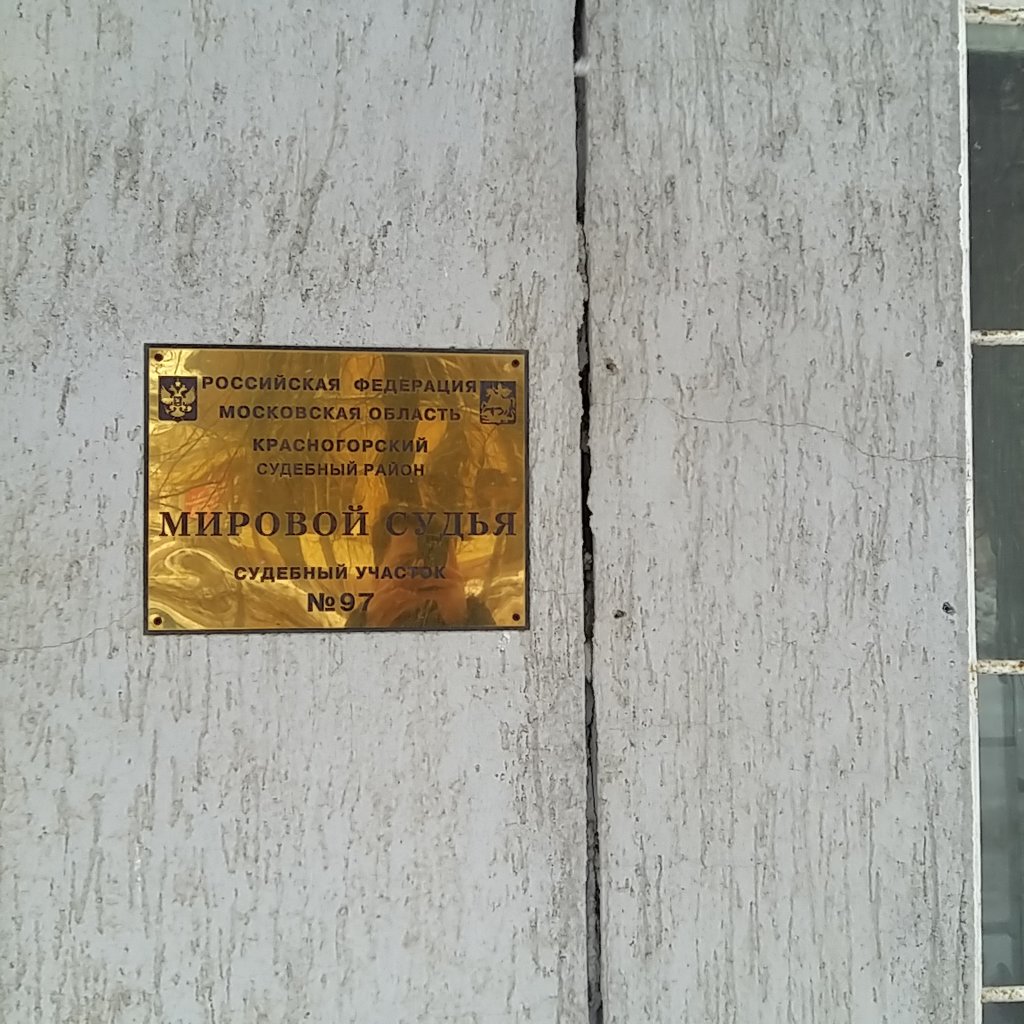 РОССИЙСКАЯ ФЕДЕРАЦИЯ
МОСКОВСКАЯ ОБЛАСТЬ
КРАСНОГОРСКИЙ
СУДЕБНЫЙ РАЙОН
МИРОВОЙ СУДЬЯ
СУДЕБНЫЙ УЧАСТОК
№97